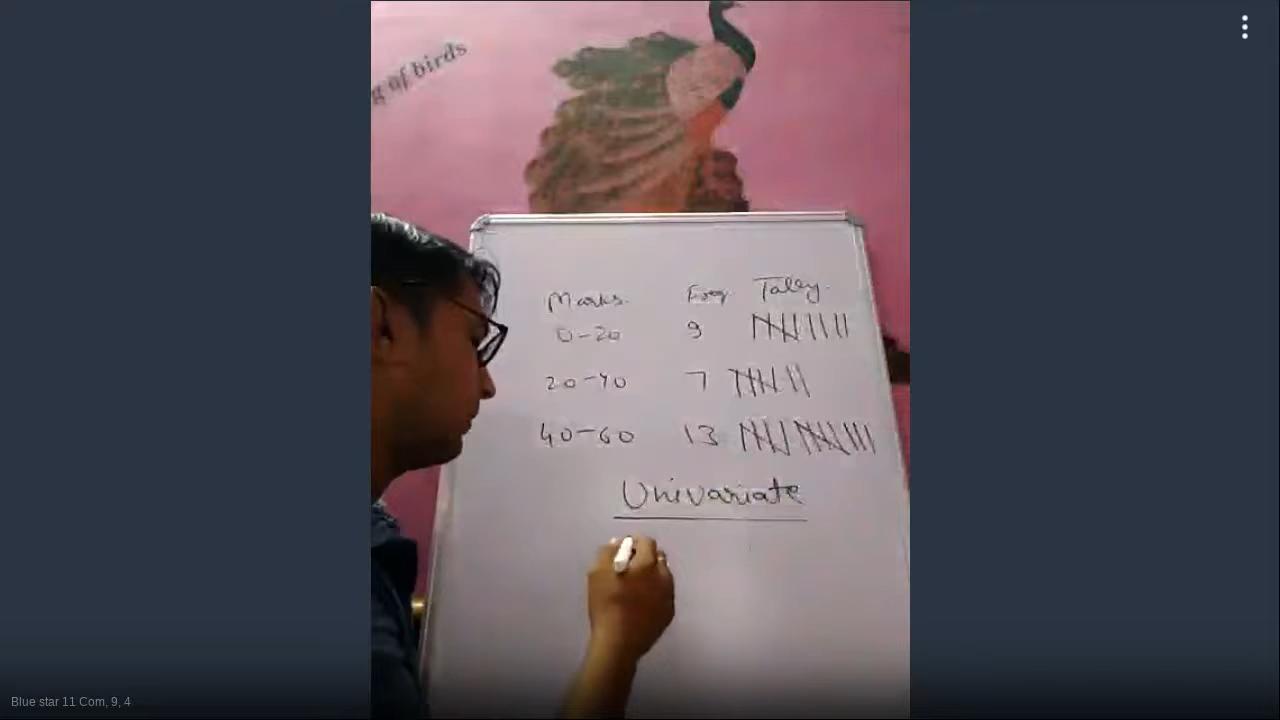 g of birds
Marks. Freq Tally.
0-20 9 |||| ||||
20-40 7 |||| ||
40-60 13 |||| |||| |||
Univariate
Blue star 11 Com, 9, 4